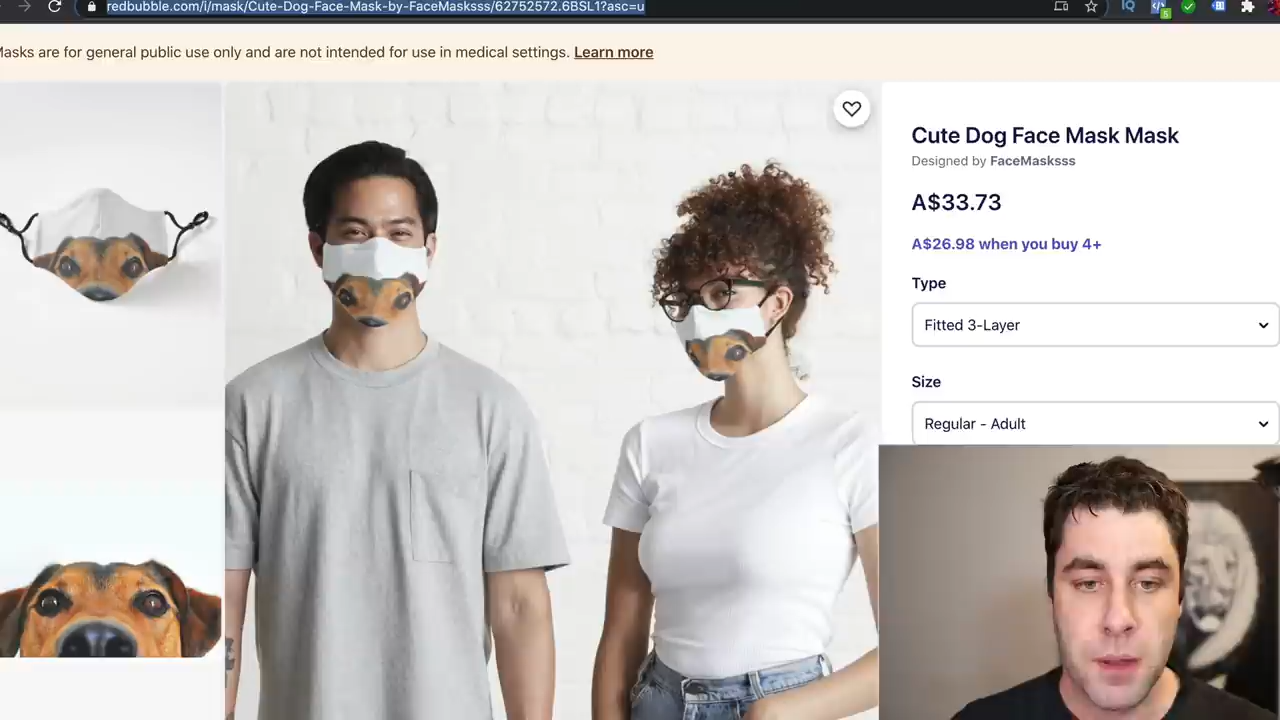 redbubble.com/i/mask/Cute-Dog-Face-Mask-by-FaceMasksss/62752572.6BSL1?asc=u
Masks are for general public use only and are not intended for use in medical settings. Learn more
Cute Dog Face Mask Mask
Designed by FaceMasksss
A$33.73
A$26.98 when you buy 4+
Type
Fitted 3-Layer
Size
Regular - Adult